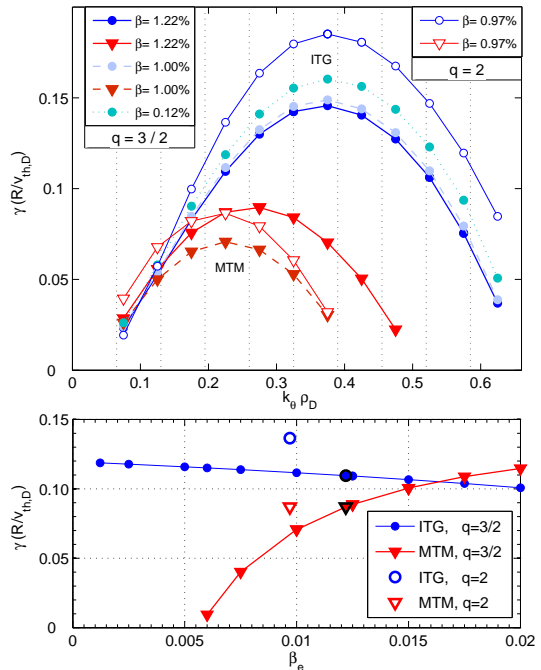 β= 1.22%
β= 1.22%
β= 1.00%
β= 1.00%
β= 0.12%
q = 3 / 2
β= 0.97%
β= 0.97%
q = 2
ITG
MTM
0.15
0.1
0.05
0
γ(R/v_th,D)
0 0.1 0.2 0.3 0.4 0.5 0.6
k_θ ρ_D
0.15
0.10
0.05
0
γ(R/v_th,D)
ITG, q=3/2
MTM, q=3/2
ITG, q=2
MTM, q=2
0 0.005 0.01 0.015 0.02
β_e